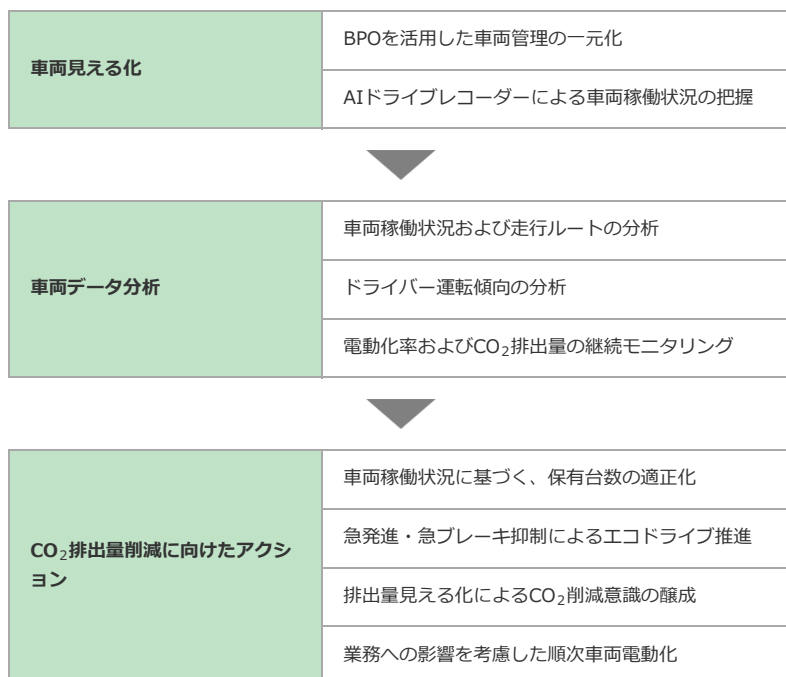 車両見える化
BPOを活用した車両管理の一元化
AIドライブレコーダーによる車両稼働状況の把握
車両データ分析
車両稼働状況および走行ルートの分析
ドライバー運転傾向の分析
電動化率およびCO₂排出量の継続モニタリング
CO₂排出量削減に向けたアクシ
ョン
車両稼働状況に基づく、保有台数の適正化
急発進・急ブレーキ抑制によるエコドライブ推進
排出量見える化によるCO₂削減意識の醸成
業務への影響を考慮した順次車両電動化